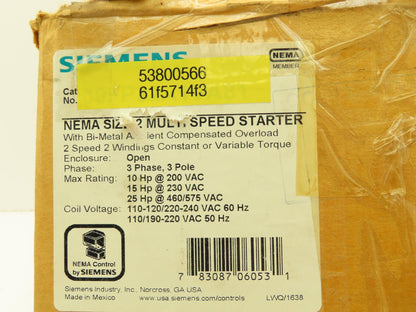 SIEMENS
NEMA
MEMBER
53800566
61f5714f3
Cat
No.
NEMA SIZE 2 MULTI SPEED STARTER
With Bi-Metal Ambient Compensated Overload
2 Speed 2 Windings Constant or Variable Torque
Enclosure: Open
Phase: 3 Phase, 3 Pole
Max Rating: 10 Hp @ 200 VAC
15 Hp @ 230 VAC
25 Hp @ 460/575 VAC
Coil Voltage: 110-120/220-240 VAC 60 Hz
110/190-220 VAC 50 Hz
NEMA Control
by SIEMENS
7 83087 06053 1
Siemens Industry, Inc., Norcross, GA USA
Made in Mexico www.usa.siemens.com/controls LWQ/1638